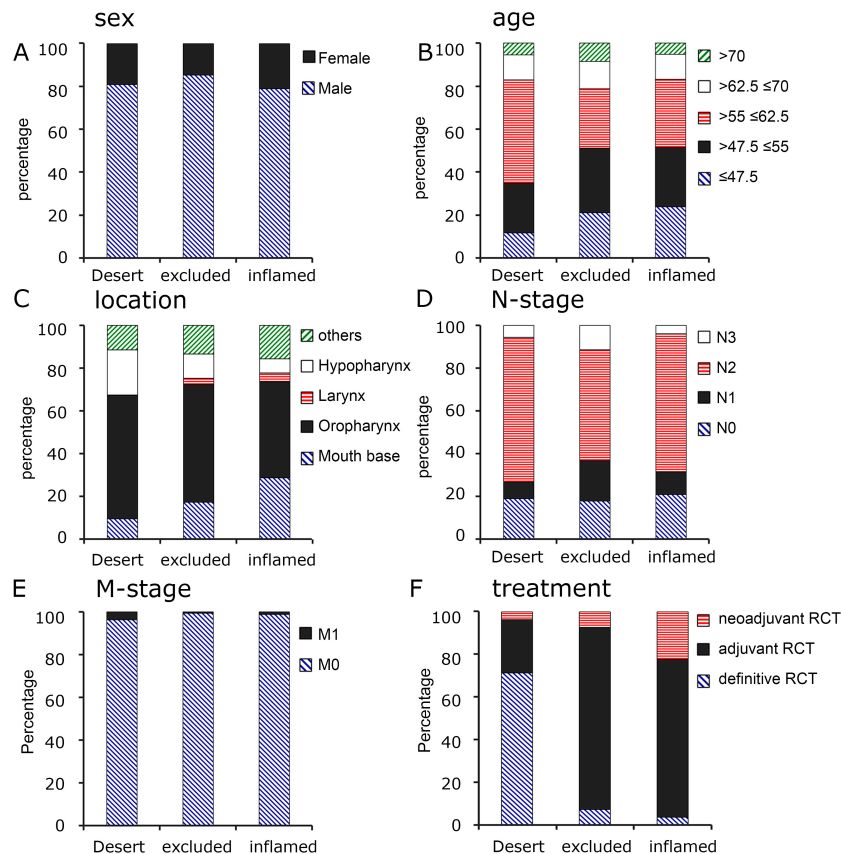 sex
A
percentage
100
80
60
40
20
0
Desert excluded inflamed
Female
Male
age
B
percentage
100
80
60
40
20
0
Desert excluded inflamed
>70
>62.5 ≤70
>55 ≤62.5
>47.5 ≤55
≤47.5
location
C
percentage
100
80
60
40
20
0
Desert excluded inflamed
others
Hypopharynx
Larynx
Oropharynx
Mouth base
N-stage
D
percentage
100
80
60
40
20
0
Desert excluded inflamed
N3
N2
N1
N0
M-stage
E
Percentage
100
80
60
40
20
0
Desert excluded inflamed
M1
M0
treatment
F
Percentage
100
80
60
40
20
0
Desert excluded inflamed
neoadjuvant RCT
adjuvant RCT
definitive RCT